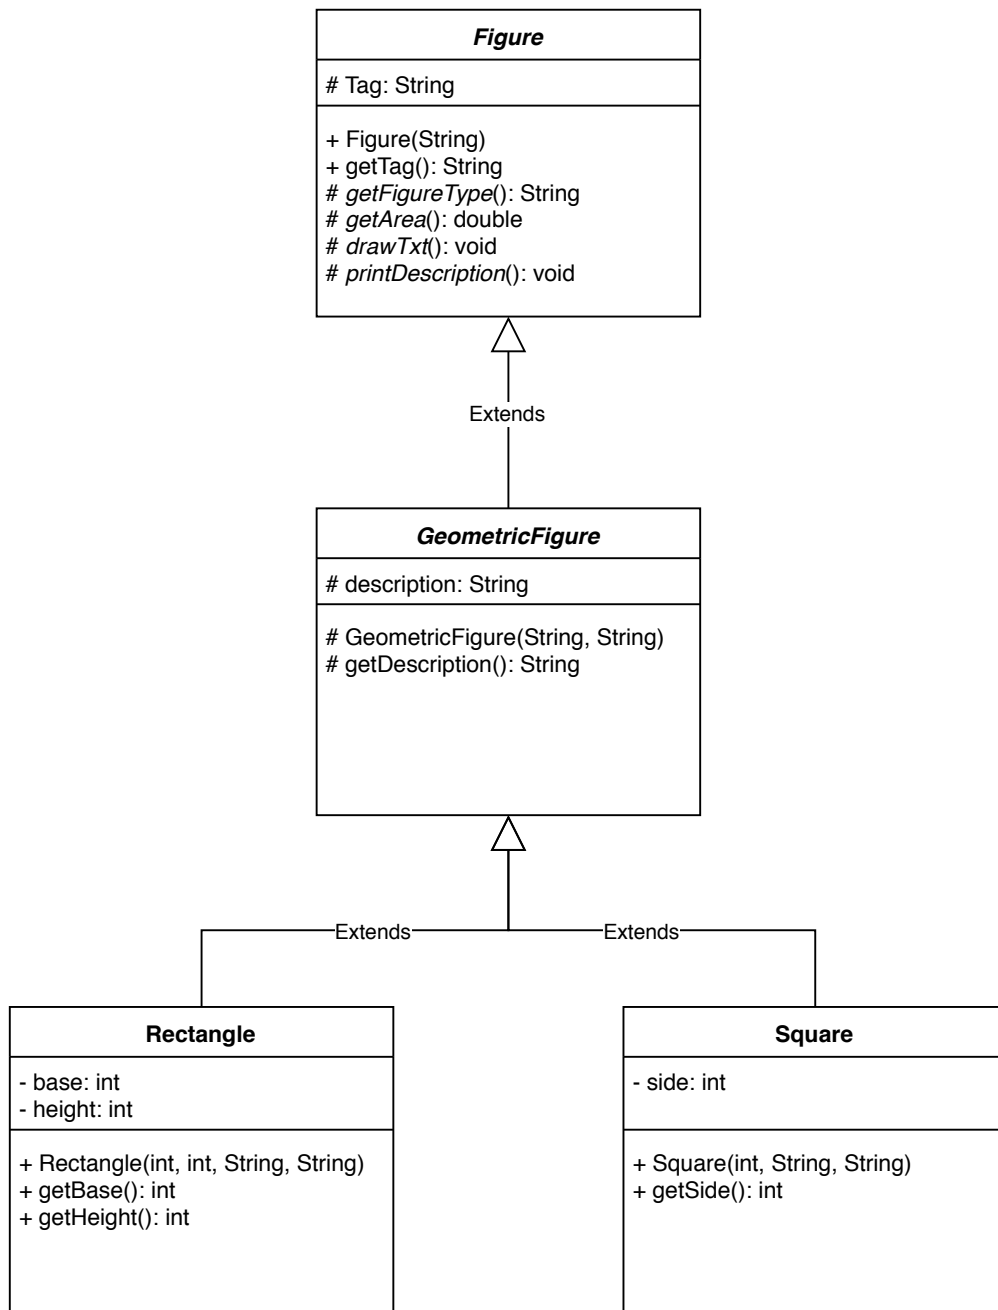 Figure
# Tag: String
+ Figure(String)
+ getTag(): String
# getFigureType(): String
# getArea(): double
# drawTxt(): void
# printDescription(): void
Extends
GeometricFigure
# description: String
# GeometricFigure(String, String)
# getDescription(): String
Extends
Extends
Rectangle
- base: int
- height: int
+ Rectangle(int, int, String, String)
+ getBase(): int
+ getHeight(): int
Square
- side: int
+ Square(int, String, String)
+ getSide(): int